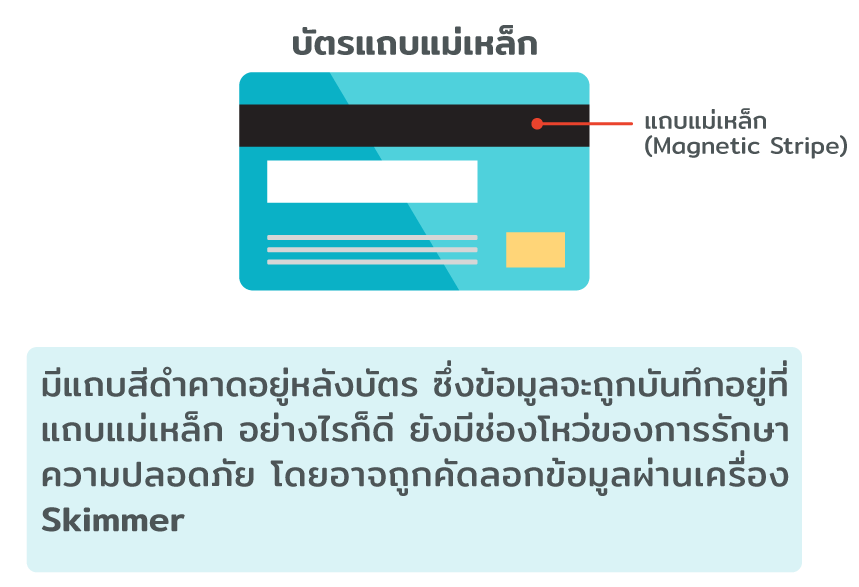 บัตรแถบแม่เหล็ก
แถบแม่เหล็ก
(Magnetic Stripe)
มีแถบสีดำคาดอยู่หลังบัตร ซึ่งข้อมูลจะถูกบันทึกอยู่ที่
แถบแม่เหล็ก อย่างไรก็ดี ยังมีช่องโหว่ของการรักษา
ความปลอดภัย โดยอาจถูกคัดลอกข้อมูลผ่านเครื่อง
Skimmer